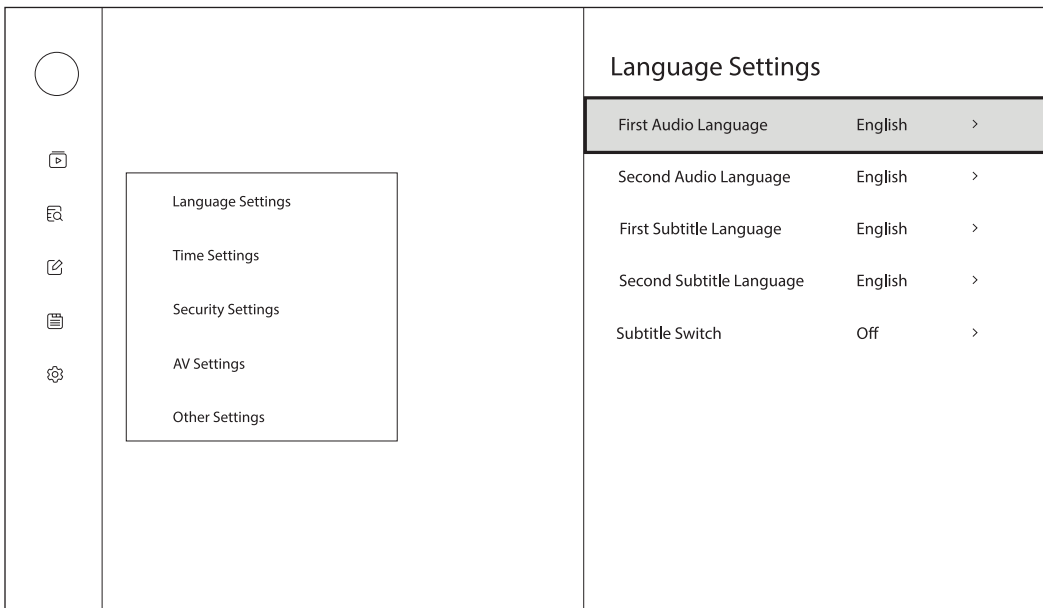 Language Settings
Time Settings
Security Settings
AV Settings
Other Settings
Language Settings
First Audio Language English >
Second Audio Language English >
First Subtitle Language English >
Second Subtitle Language English >
Subtitle Switch Off >